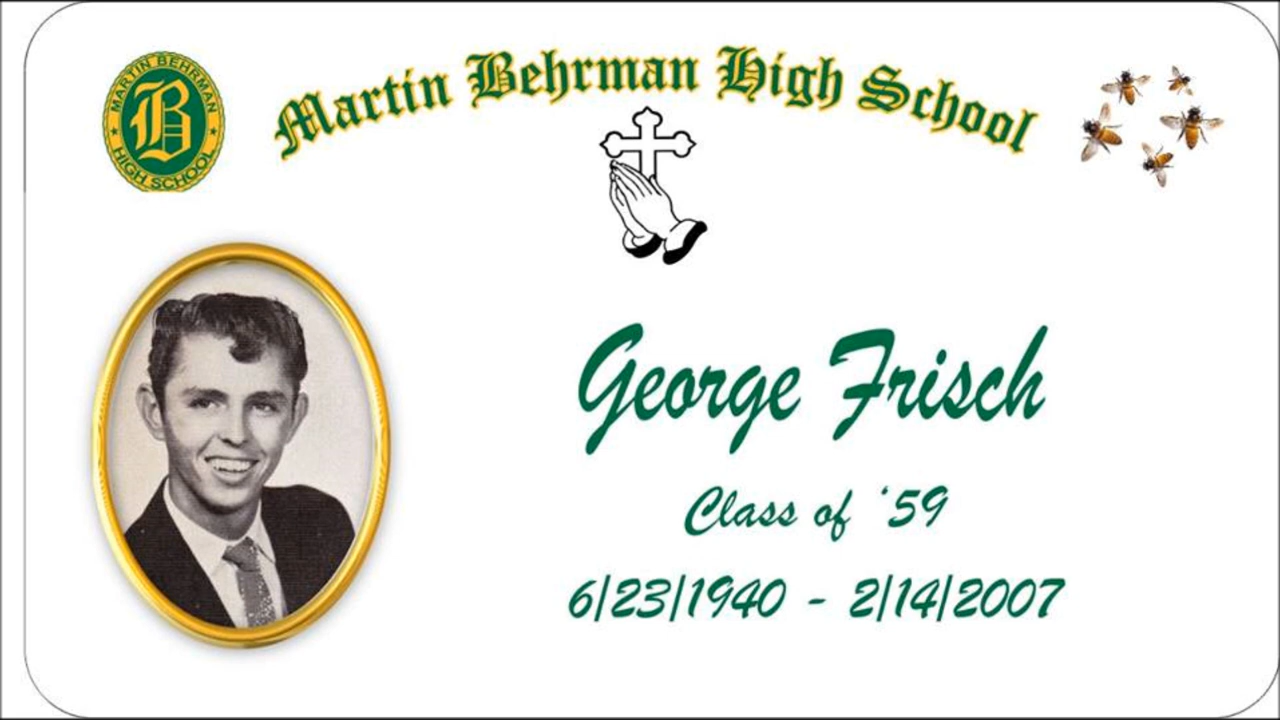 Martin Behrman High School
MARTIN BEHRMAN
B
HIGH SCHOOL
George Frisch
Class of ‘59
6/23/1940 - 2/14/2007